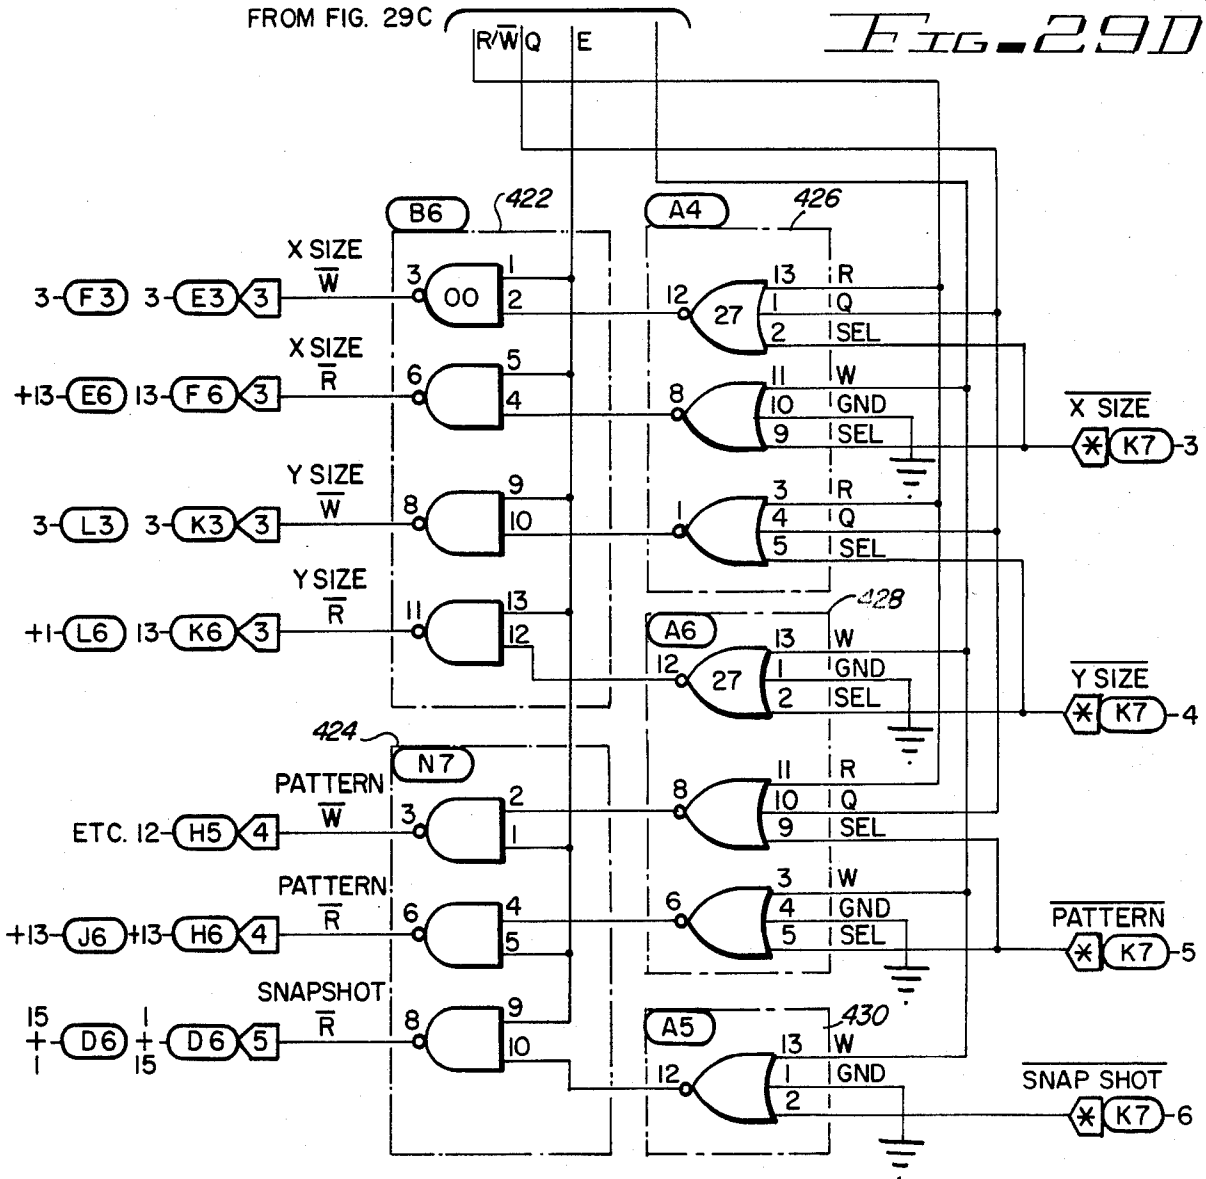 FROM FIG. 29C
FIG-29D
R/W̅ Q E
B6 422 A4 426
X SIZE
W̅
3-F3 3-E3 3
3 00 1 2
12 27 13 R
1 Q
2 SEL
X SIZE
R̅
+13-E6 13-F6 3
6 5 4
8 11 W
10 GND
9 SEL
X̅ ̅S̅I̅Z̅E̅
* K7-3
Y SIZE
W̅
3-L3 3-K3 3
8 9 10
1 3 R
4 Q
5 SEL
Y SIZE
R̅
+1-L6 13-K6 3
11 13 12
A6 428
12 27 13 W
1 GND
2 SEL
Y̅ ̅S̅I̅Z̅E̅
* K7-4
424 N7
PATTERN
W̅
ETC. 12-H5 4
3 2 1
8 11 R
10 Q
9 SEL
PATTERN
R̅
+13-J6 +13-H6 4
6 4 5
6 3 W
4 GND
5 SEL
P̅A̅T̅T̅E̅R̅N̅
* K7-5
SNAPSHOT
R̅
15 + 1 D6 1 + 15 D6 5
8 9 10
A5 430
12 13 W
1 GND
2
S̅N̅A̅P̅ ̅S̅H̅O̅T̅
* K7-6